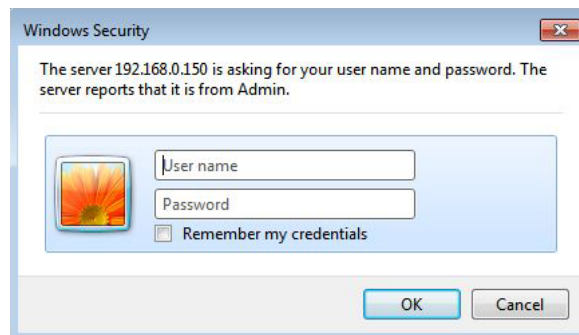 Windows Security
The server 192.168.0.150 is asking for your user name and password. The
server reports that it is from Admin.
User name
Password
Remember my credentials
OK
Cancel